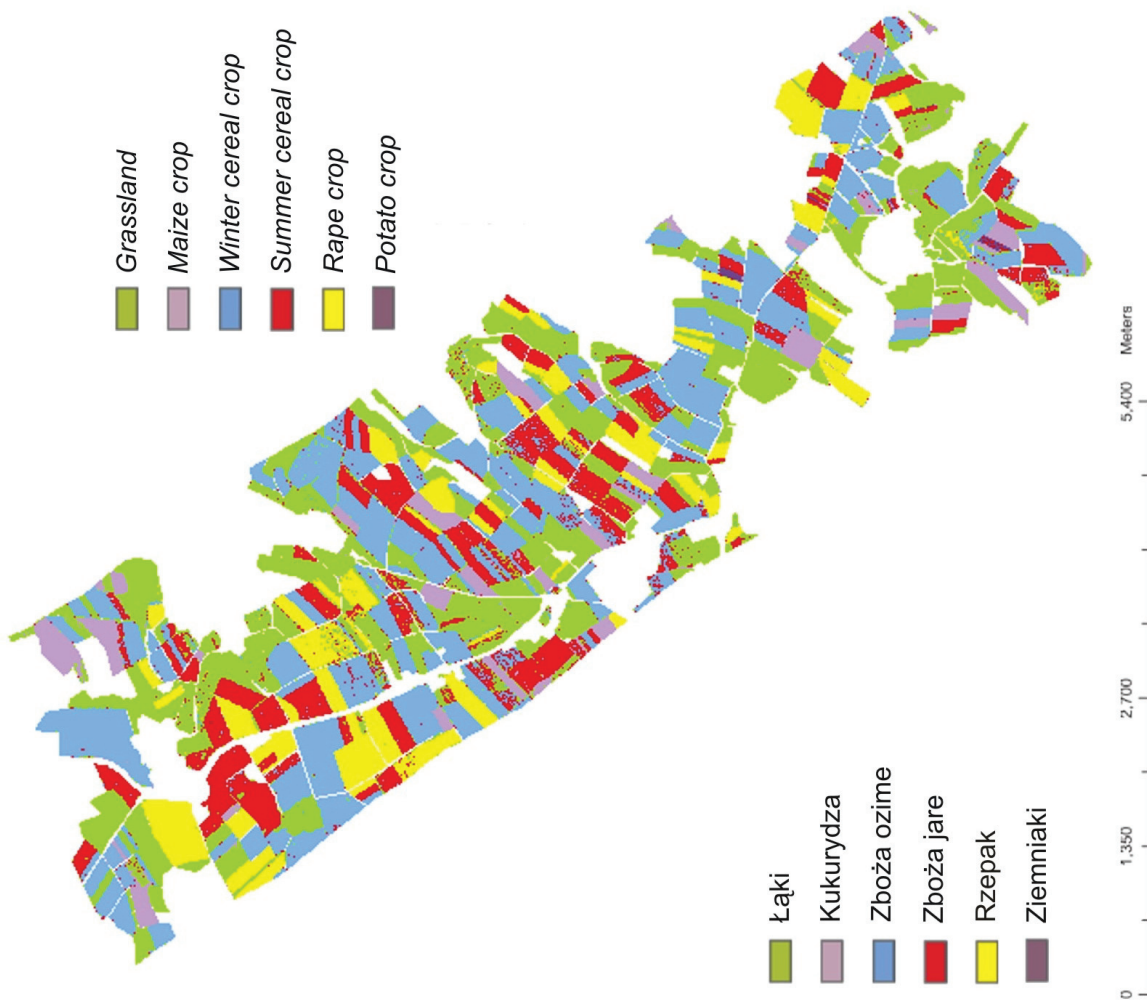 Grassland
Maize crop
Winter cereal crop
Summer cereal crop
Rape crop
Potato crop
Łąki
Kukurydza
Zboża ozime
Zboża jare
Rzepak
Ziemniaki
0 1.350 2.700 5.400 Meters